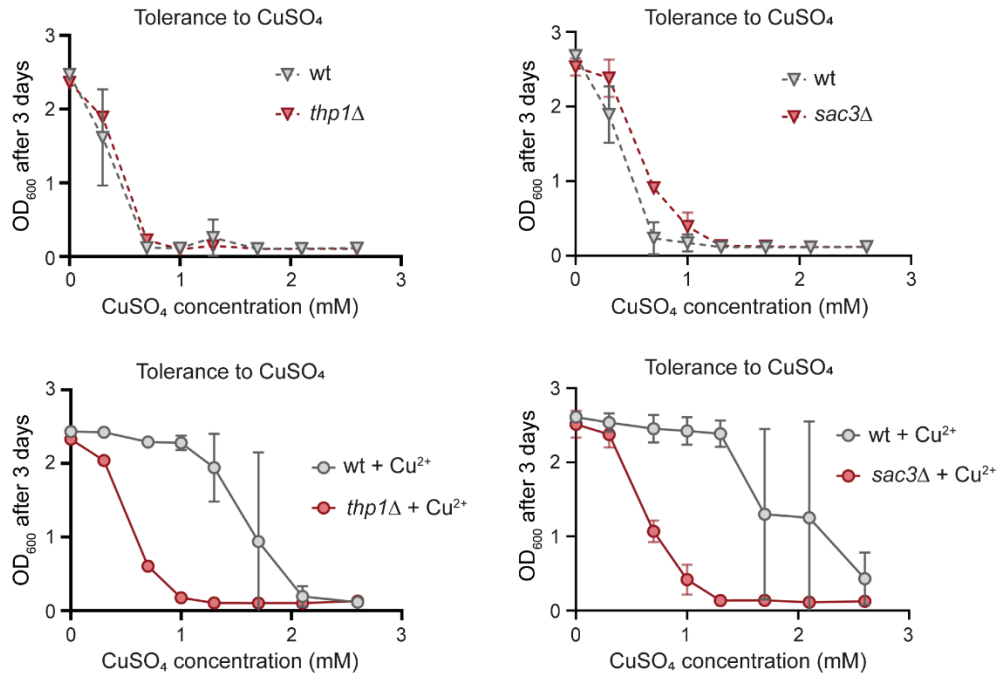 Tolerance to CuSO₄
OD₆₀₀ after 3 days
3
2
1
0
0
1
2
3
CuSO₄ concentration (mM)
wt
thp1Δ
Tolerance to CuSO₄
OD₆₀₀ after 3 days
3
2
1
0
0
1
2
3
CuSO₄ concentration (mM)
wt
sac3Δ
Tolerance to CuSO₄
OD₆₀₀ after 3 days
3
2
1
0
0
1
2
3
CuSO₄ concentration (mM)
wt + Cu²⁺
thp1Δ + Cu²⁺
Tolerance to CuSO₄
OD₆₀₀ after 3 days
3
2
1
0
0
1
2
3
CuSO₄ concentration (mM)
wt + Cu²⁺
sac3Δ + Cu²⁺